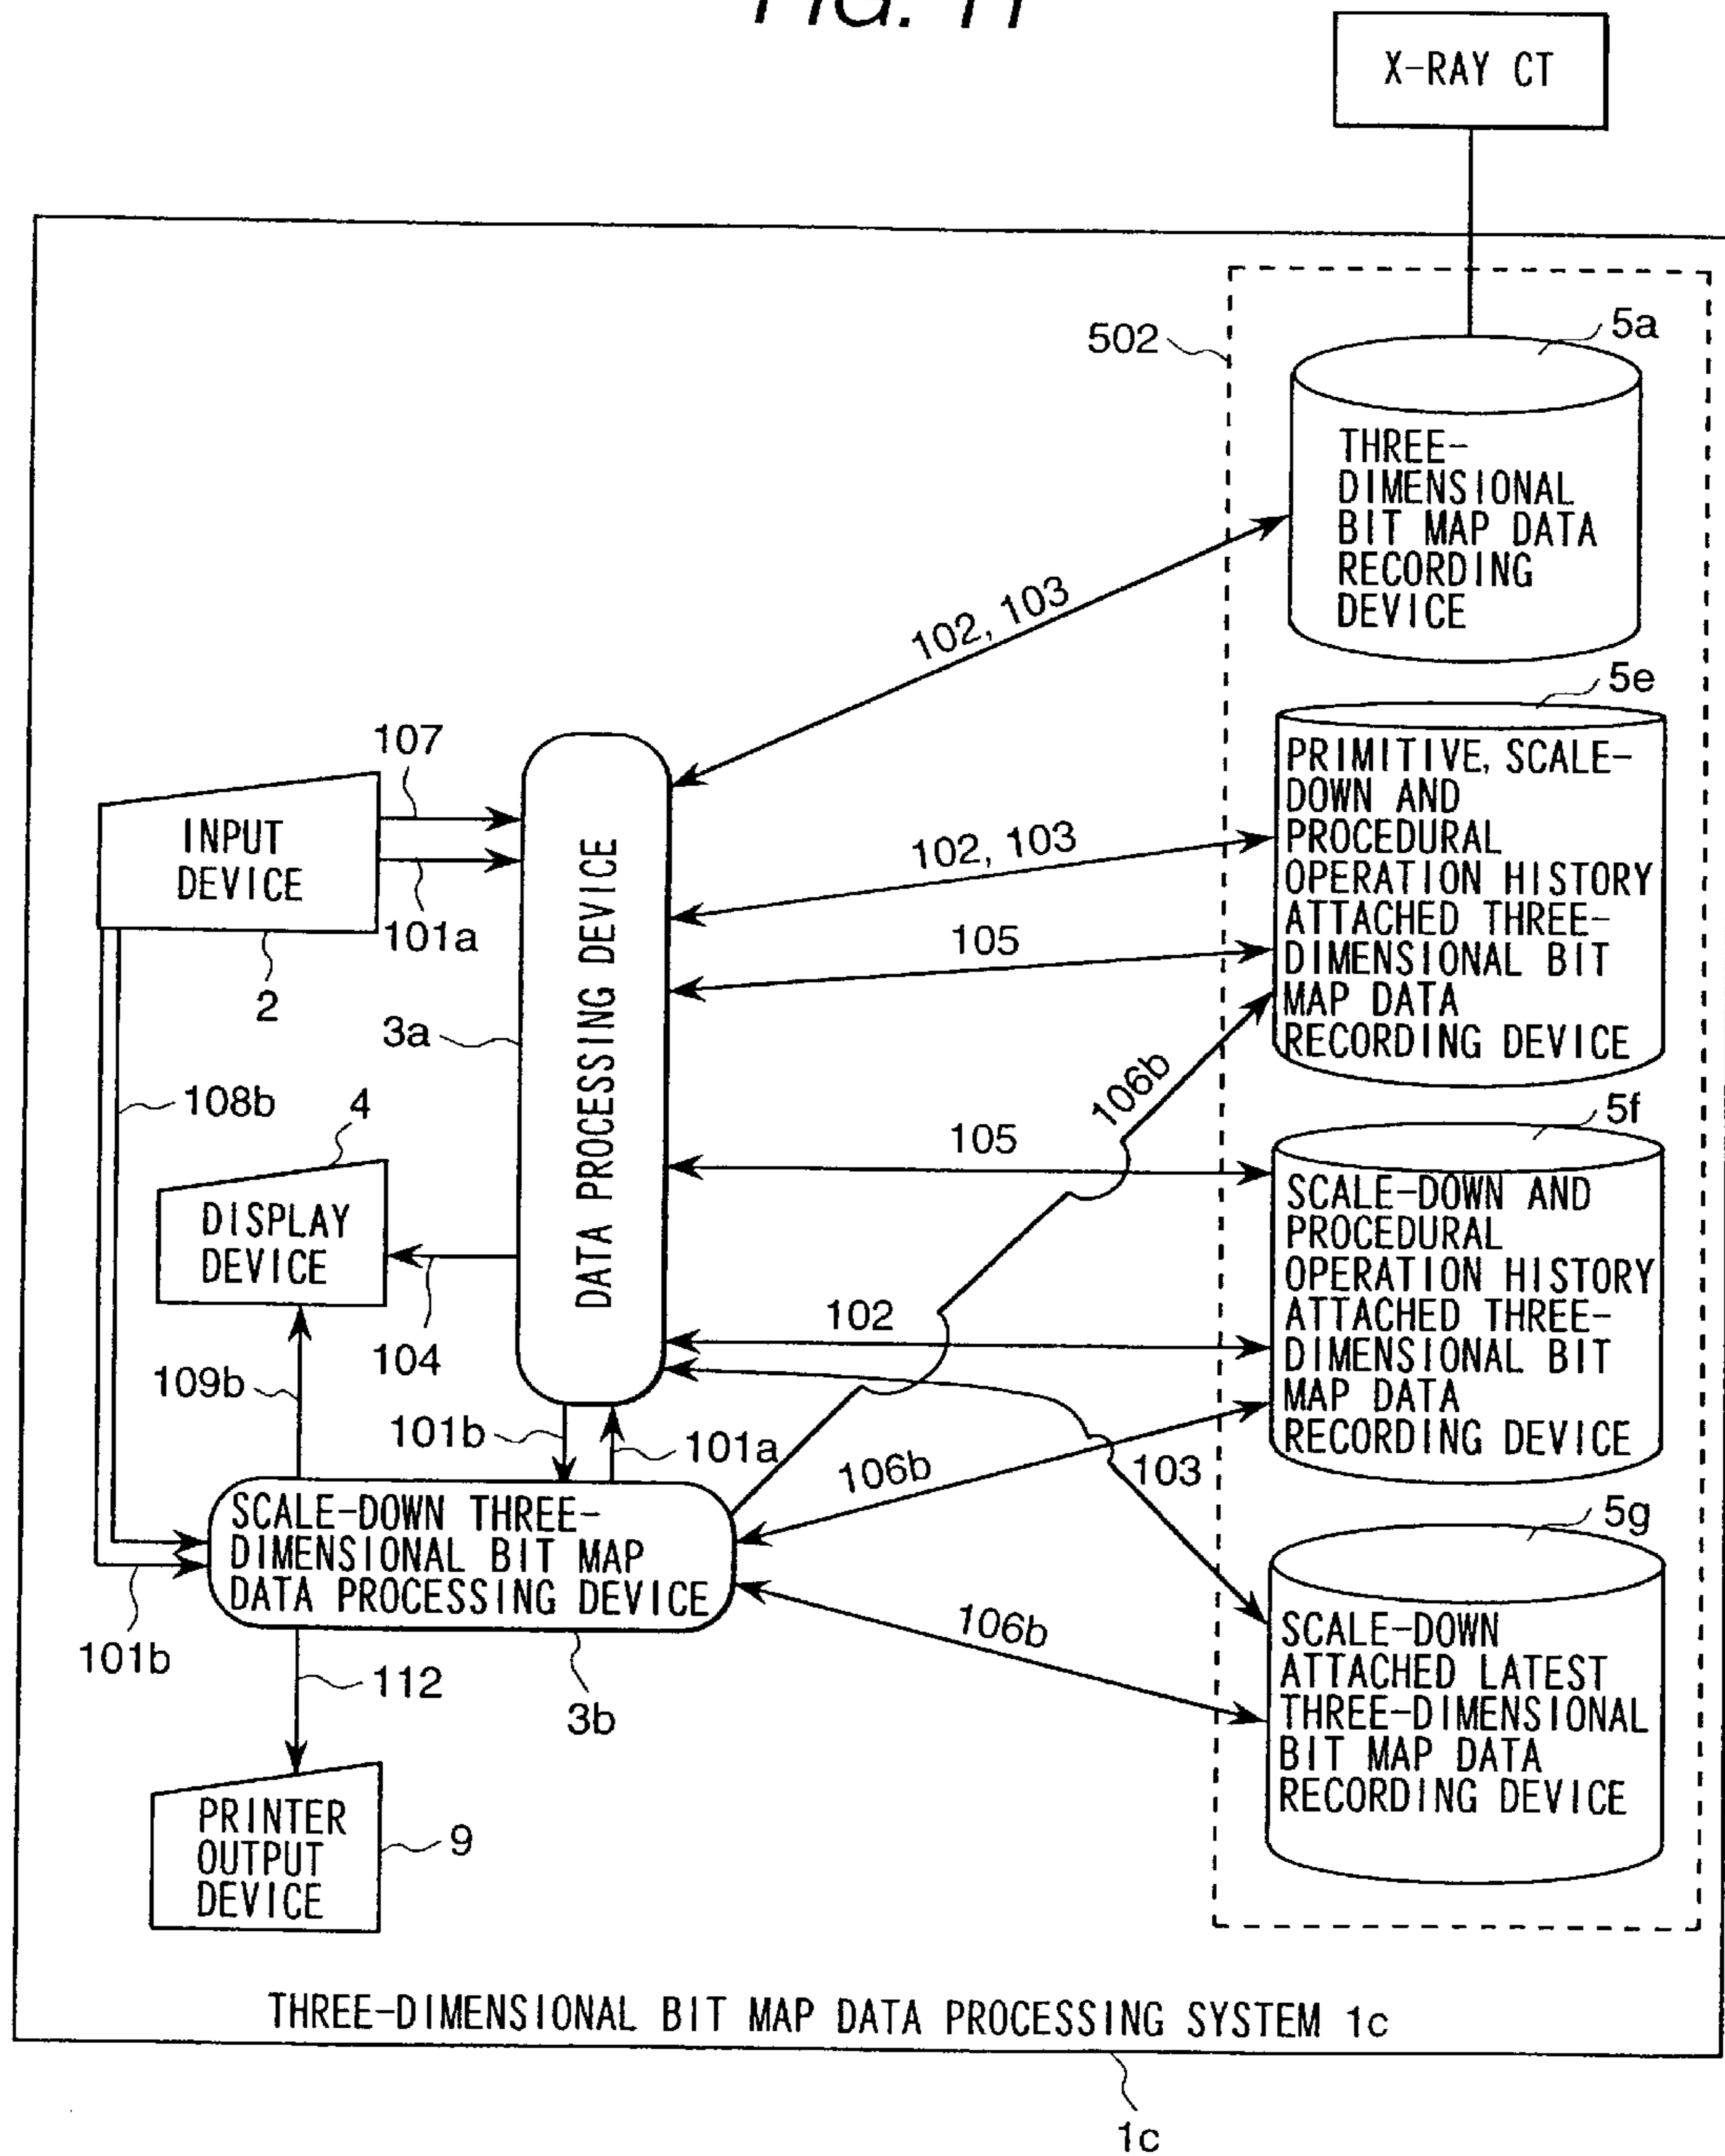 FIG. 11
X-RAY CT
502
5a
THREE-
DIMENSIONAL
BIT MAP DATA
RECORDING
DEVICE
102, 103
5e
PRIMITIVE, SCALE-
DOWN AND
PROCEDURAL
OPERATION HISTORY
ATTACHED THREE-
DIMENSIONAL BIT
MAP DATA
RECORDING DEVICE
107
INPUT
DEVICE
101a
2
DATA PROCESSING DEVICE
3a
102, 103
105
106b
108b
4
DISPLAY
DEVICE
104
109b
105
5f
SCALE-DOWN AND
PROCEDURAL
OPERATION HISTORY
ATTACHED THREE-
DIMENSIONAL BIT
MAP DATA
RECORDING DEVICE
102
101b
101a
106b
103
SCALE-DOWN THREE-
DIMENSIONAL BIT MAP
DATA PROCESSING DEVICE
101b
112
3b
106b
5g
SCALE-DOWN
ATTACHED LATEST
THREE-DIMENSIONAL
BIT MAP DATA
RECORDING DEVICE
PRINTER
OUTPUT
DEVICE
9
THREE-DIMENSIONAL BIT MAP DATA PROCESSING SYSTEM 1c
1c